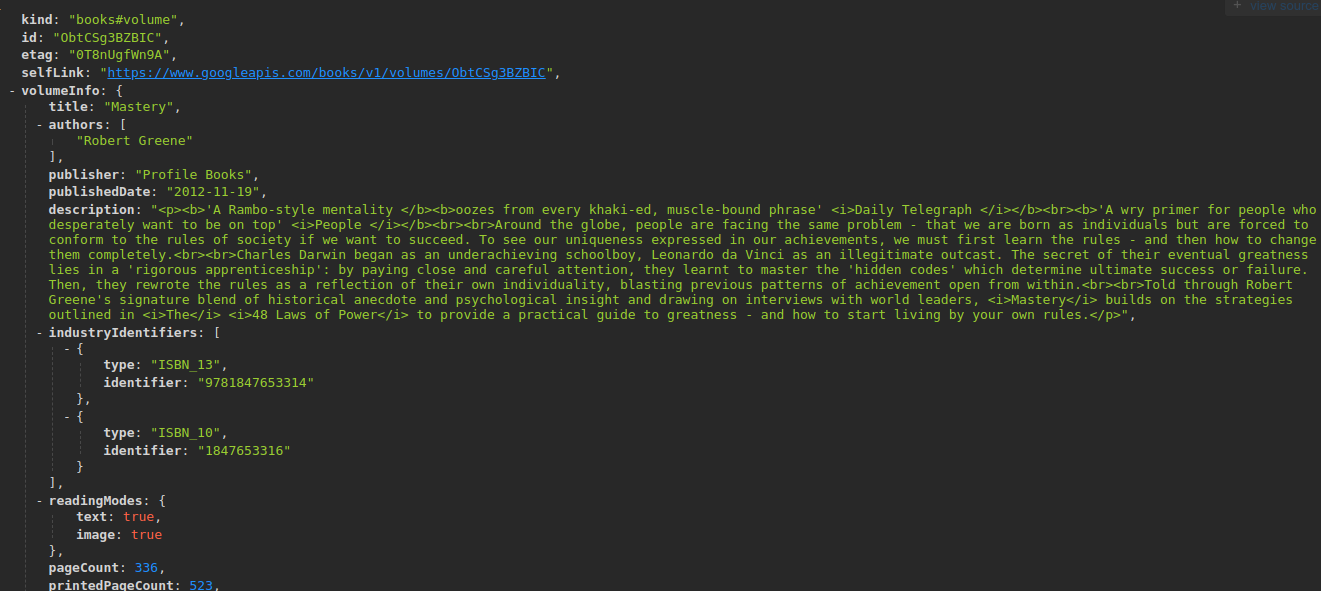 + view source
kind: "books#volume",
id: "ObtCSg3BZBIC",
etag: "0T8nUgfWn9A",
selfLink: "https://www.googleapis.com/books/v1/volumes/ObtCSg3BZBIC",
- volumeInfo: {
title: "Mastery",
- authors: [
"Robert Greene"
],
publisher: "Profile Books",
publishedDate: "2012-11-19",
description: "<p><b>'A Rambo-style mentality </b><b>oozes from every khaki-ed, muscle-bound phrase' <i>Daily Telegraph </i></b><br><b>'A wry primer for people who
desperately want to be on top' <i>People </i></b><br><br>Around the globe, people are facing the same problem - that we are born as individuals but are forced to
conform to the rules of society if we want to succeed. To see our uniqueness expressed in our achievements, we must first learn the rules - and then how to change
them completely.<br><br>Charles Darwin began as an underachieving schoolboy, Leonardo da Vinci as an illegitimate outcast. The secret of their eventual greatness
lies in a 'rigorous apprenticeship': by paying close and careful attention, they learnt to master the 'hidden codes' which determine ultimate success or failure.
Then, they rewrote the rules as a reflection of their own individuality, blasting previous patterns of achievement open from within.<br><br>Told through Robert
Greene's signature blend of historical anecdote and psychological insight and drawing on interviews with world leaders, <i>Mastery</i> builds on the strategies
outlined in <i>The</i> <i>48 Laws of Power</i> to provide a practical guide to greatness - and how to start living by your own rules.</p>",
- industryIdentifiers: [
- {
type: "ISBN_13",
identifier: "9781847653314"
},
- {
type: "ISBN_10",
identifier: "1847653316"
}
],
- readingModes: {
text: true,
image: true
},
pageCount: 336,
printedPageCount: 523,